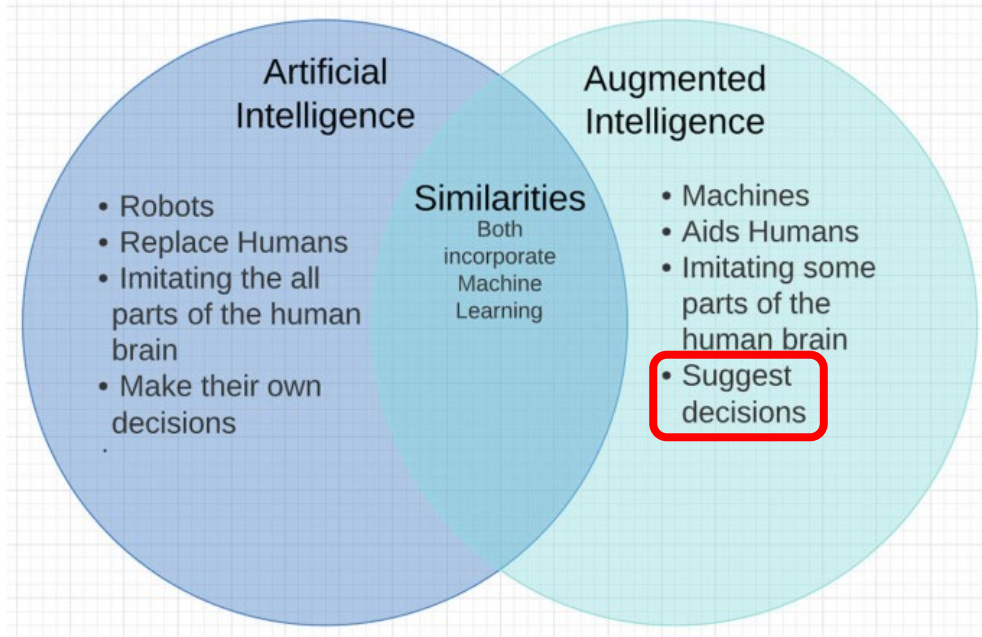 Artificial
Intelligence
• Robots
• Replace Humans
• Imitating the all
parts of the human
brain
• Make their own
decisions
•
Similarities
Both
incorporate
Machine
Learning
Augmented
Intelligence
• Machines
• Aids Humans
• Imitating some
parts of the
human brain
• Suggest
decisions